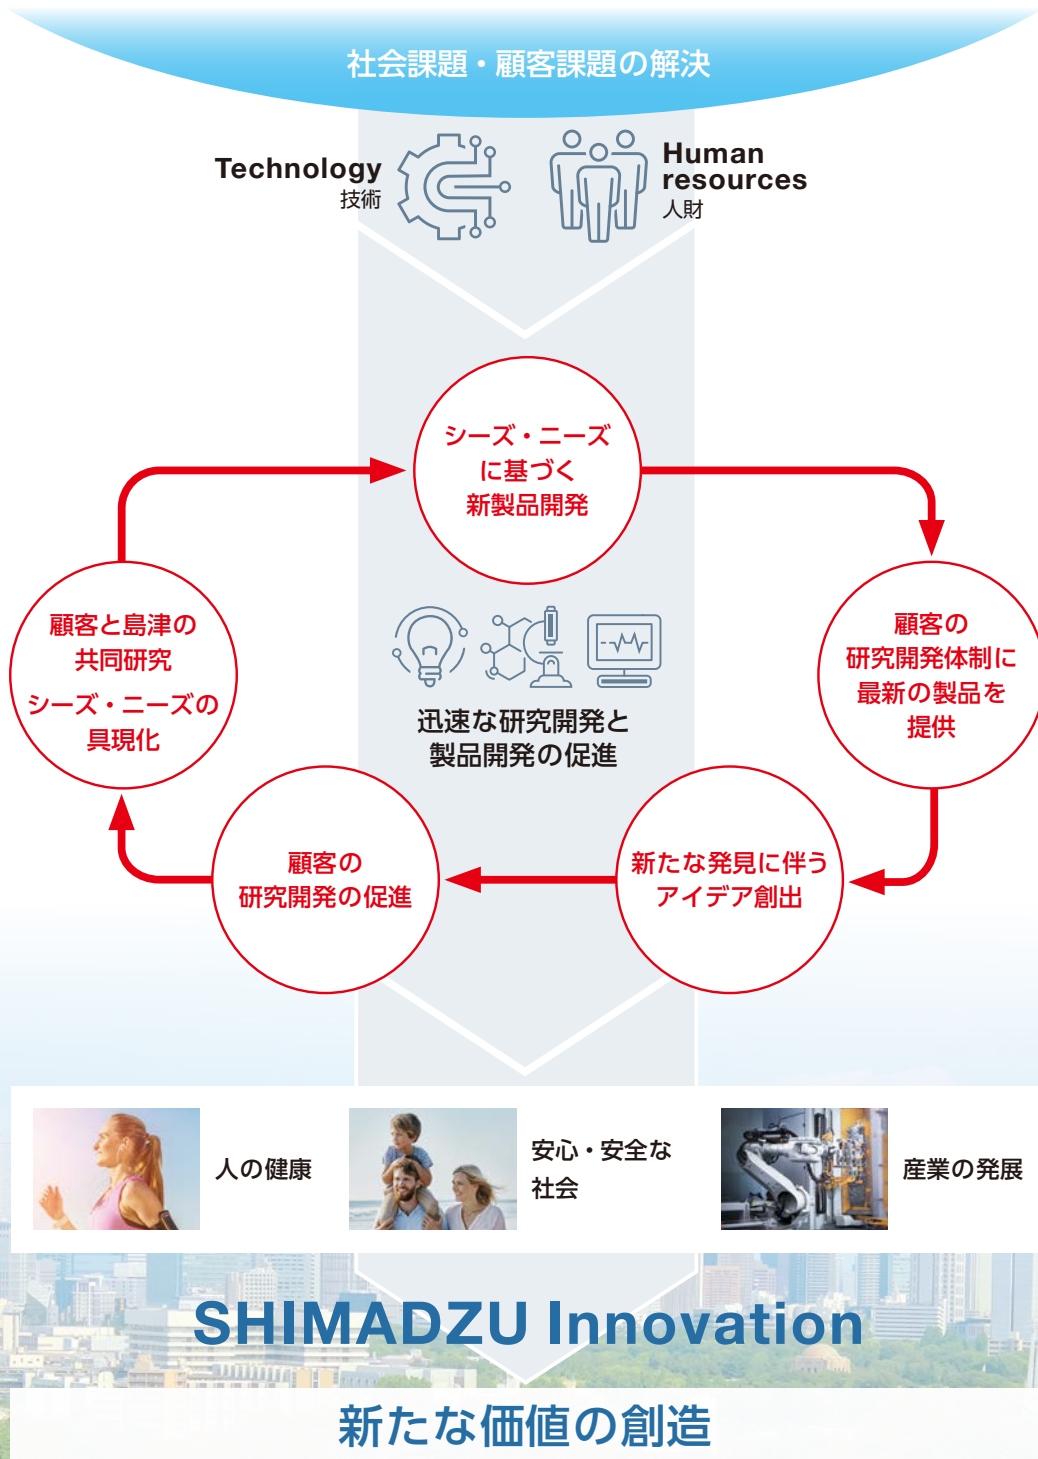 社会課題・顧客課題の解決
Technology
技術
Human
resources
人財
シーズ・ニーズ
に基づく
新製品開発
顧客の
研究開発体制に
最新の製品を
提供
新たな発見に伴う
アイデア創出
顧客の
研究開発の促進
顧客と島津の
共同研究
シーズ・ニーズの
具現化
迅速な研究開発と
製品開発の促進
人の健康
安心・安全な
社会
産業の発展
SHIMADZU Innovation
新たな価値の創造